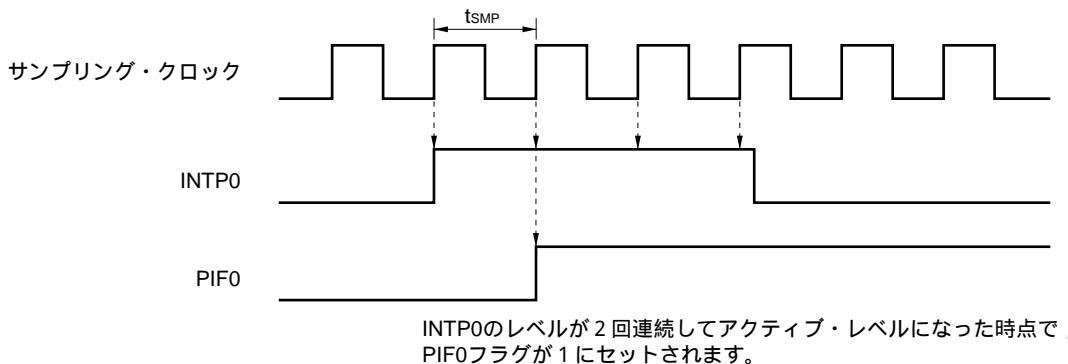 tSMP
サンプリング・クロック
INTP0
PIF0
INTP0のレベルが2回連続してアクティブ・レベルになった時点で,
PIF0フラグが1にセットされます。